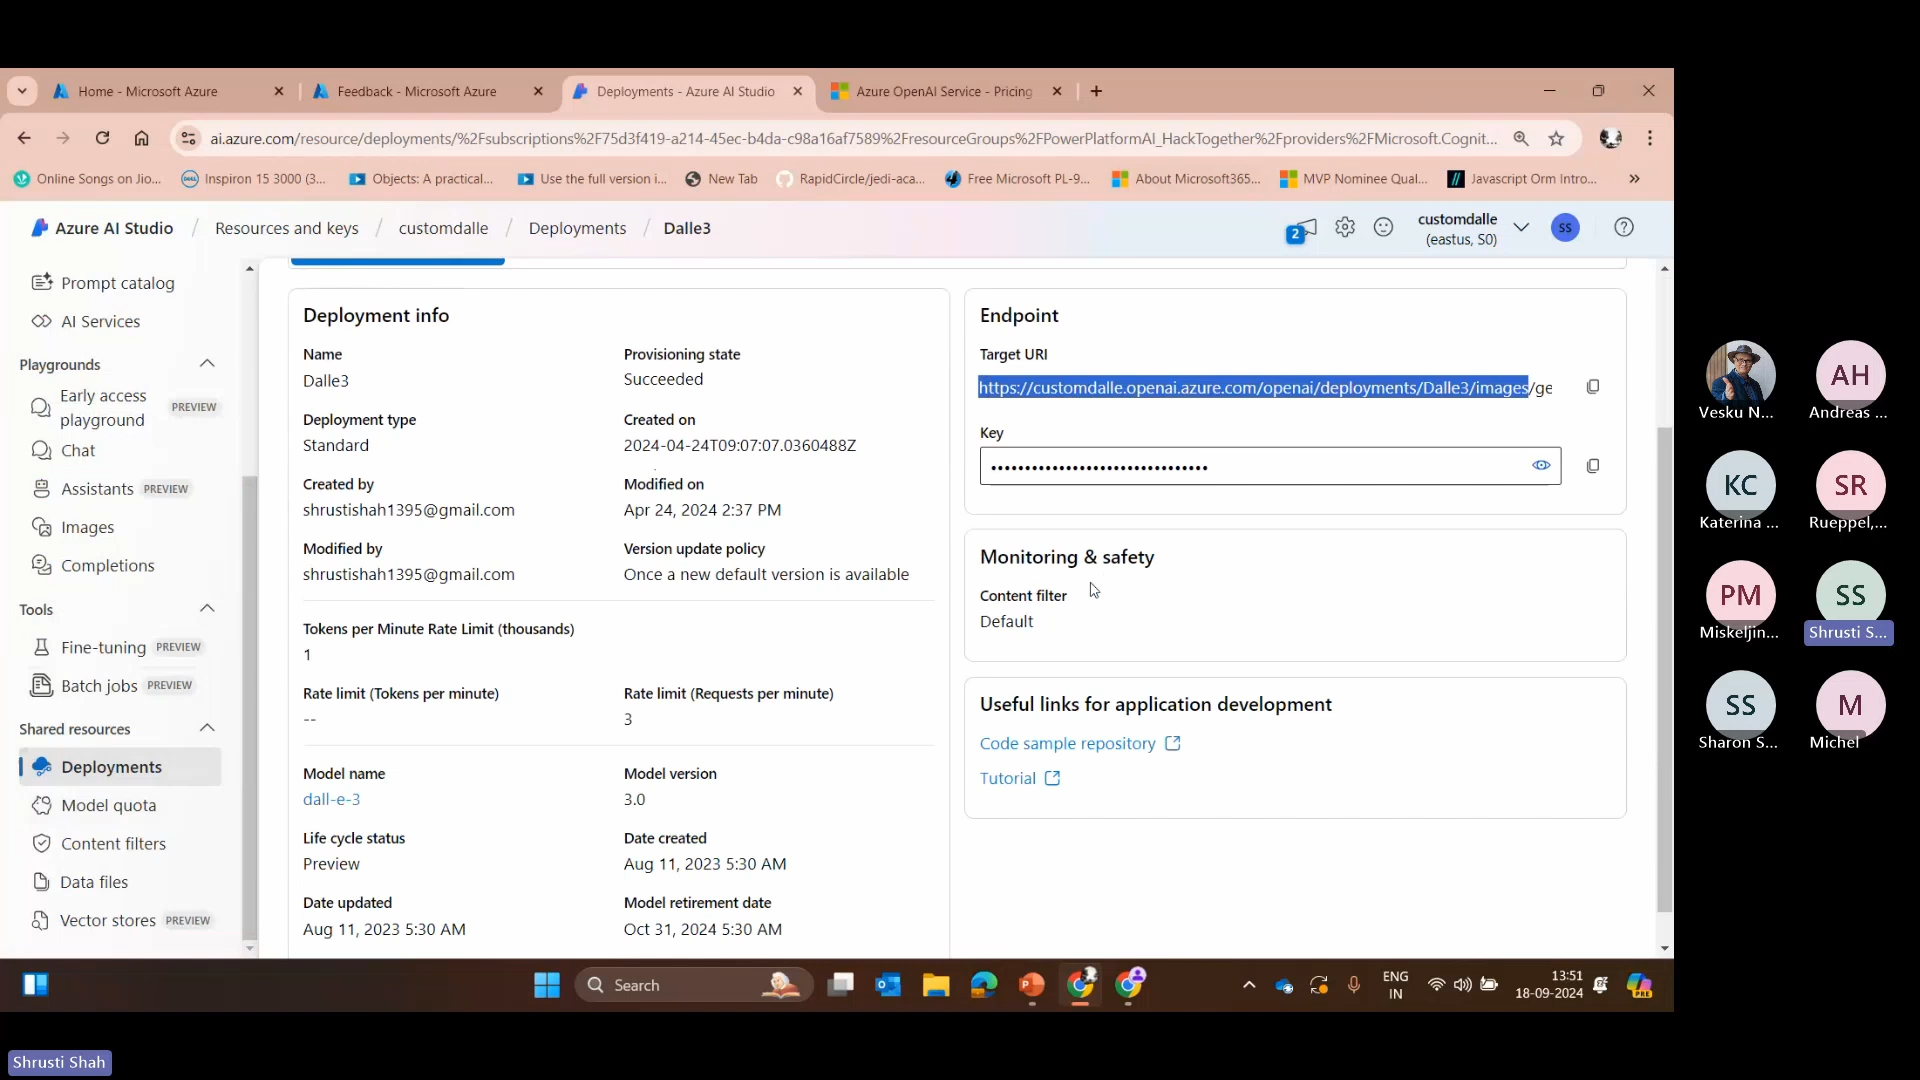 Home - Microsoft Azure
Feedback - Microsoft Azure
Deployments - Azure AI Studio
Azure OpenAI Service - Pricing
ai.azure.com/resource/deployments/%2Fsubscriptions%2F75d3f419-a214-45ec-b4da-c98a16af7589%2FresourceGroups%2FPowerPlatformAI_HackTogether%2Fproviders%2FMicrosoft.Cognit...
Online Songs on Jio...
Inspiron 15 3000 (3...
Objects: A practical...
Use the full version i...
New Tab
RapidCircle/jedi-aca...
Free Microsoft PL-9...
About Microsoft365...
MVP Nominee Qual...
Javascript Orm Intro...
Azure AI Studio / Resources and keys / customdalle / Deployments / Dalle3
2
customdalle
(eastus, S0)
SS
Prompt catalog
AI Services
Playgrounds
Early access
playground
PREVIEW
Chat
Assistants PREVIEW
Images
Completions
Tools
Fine-tuning PREVIEW
Batch jobs PREVIEW
Shared resources
Deployments
Model quota
Content filters
Data files
Vector stores PREVIEW
Deployment info
Name
Dalle3
Provisioning state
Succeeded
Deployment type
Standard
Created on
2024-04-24T09:07:07.0360488Z
Created by
shrustishah1395@gmail.com
Modified on
Apr 24, 2024 2:37 PM
Modified by
shrustishah1395@gmail.com
Version update policy
Once a new default version is available
Tokens per Minute Rate Limit (thousands)
1
Rate limit (Tokens per minute)
--
Rate limit (Requests per minute)
3
Model name
dall-e-3
Model version
3.0
Life cycle status
Preview
Date created
Aug 11, 2023 5:30 AM
Date updated
Aug 11, 2023 5:30 AM
Model retirement date
Oct 31, 2024 5:30 AM
Endpoint
Target URI
https://customdalle.openai.azure.com/openai/deployments/Dalle3/images/ge
Key
••••••••••••••••••••••••••••••••
Monitoring & safety
Content filter
Default
Useful links for application development
Code sample repository
Tutorial
Vesku N...
AH
Andreas ...
KC
Katerina ...
SR
Rueppel,...
PM
Miskeljin...
SS
Shrusti S...
SS
Sharon S...
M
Michel
Search
ENG
IN
13:51
18-09-2024
PRE
Shrusti Shah